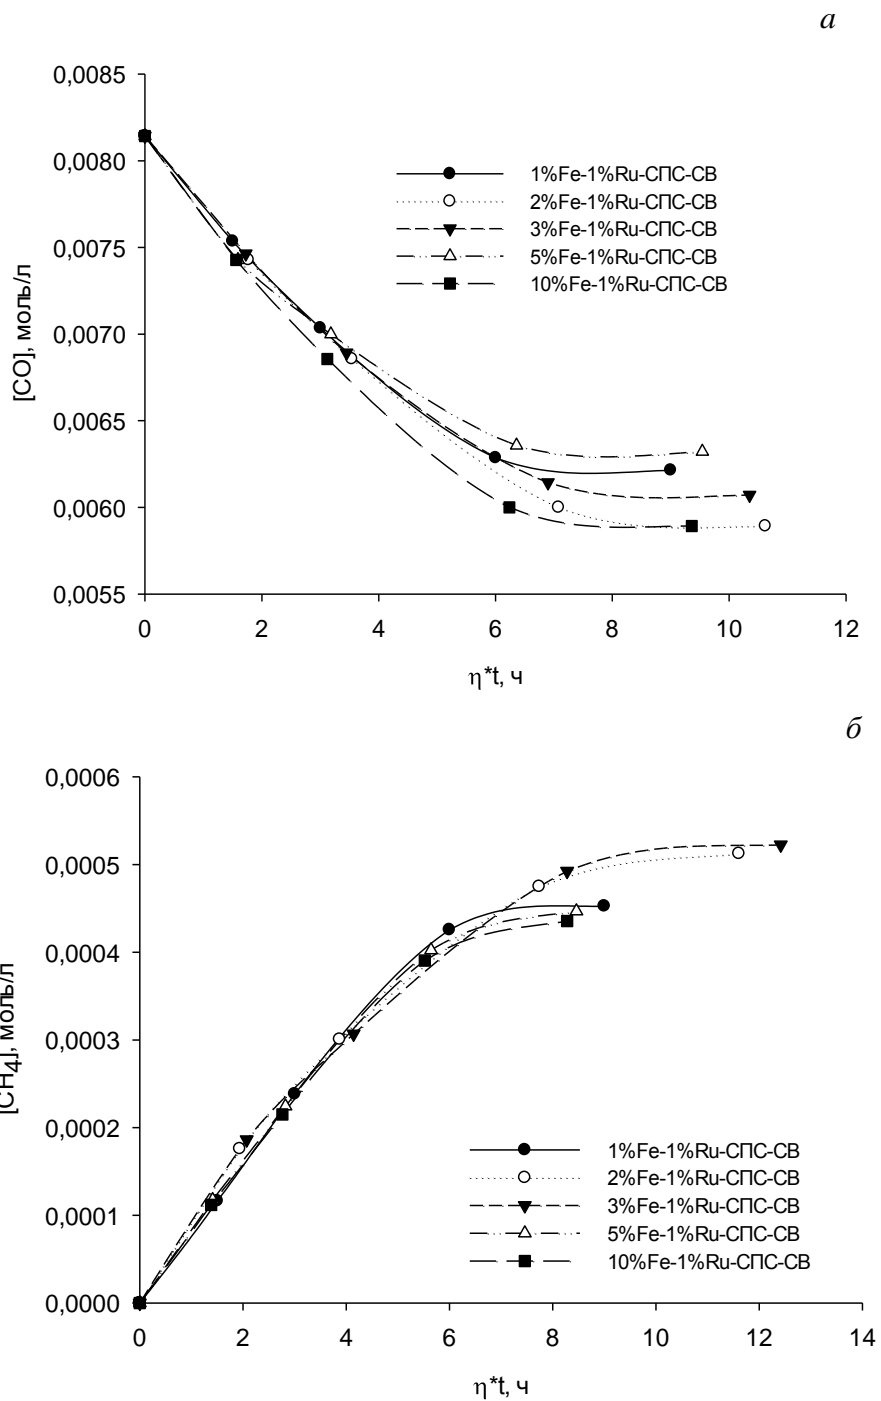 а
0,0085
0,0080
0,0075
0,0070
0,0065
0,0060
0,0055
[CO], моль/л
1%Fe-1%Ru-СПС-СВ
2%Fe-1%Ru-СПС-СВ
3%Fe-1%Ru-СПС-СВ
5%Fe-1%Ru-СПС-СВ
10%Fe-1%Ru-СПС-СВ
0 2 4 6 8 10 12
η*t, ч
б
0,0006
0,0005
0,0004
0,0003
0,0002
0,0001
0,0000
[CH4], моль/л
1%Fe-1%Ru-СПС-СВ
2%Fe-1%Ru-СПС-СВ
3%Fe-1%Ru-СПС-СВ
5%Fe-1%Ru-СПС-СВ
10%Fe-1%Ru-СПС-СВ
0 2 4 6 8 10 12 14
η*t, ч